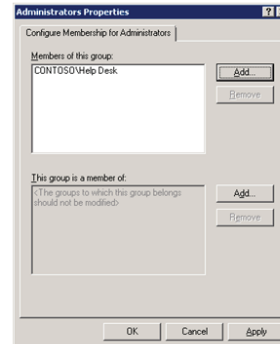 Administrators Properties
Configure Membership for Administrators
Members of this group:
CONTOSO\Help Desk
Add...
Remove
This group is a member of:
<The groups to which this group belongs
should not be modified>
Add...
Remove
OK
Cancel
Apply